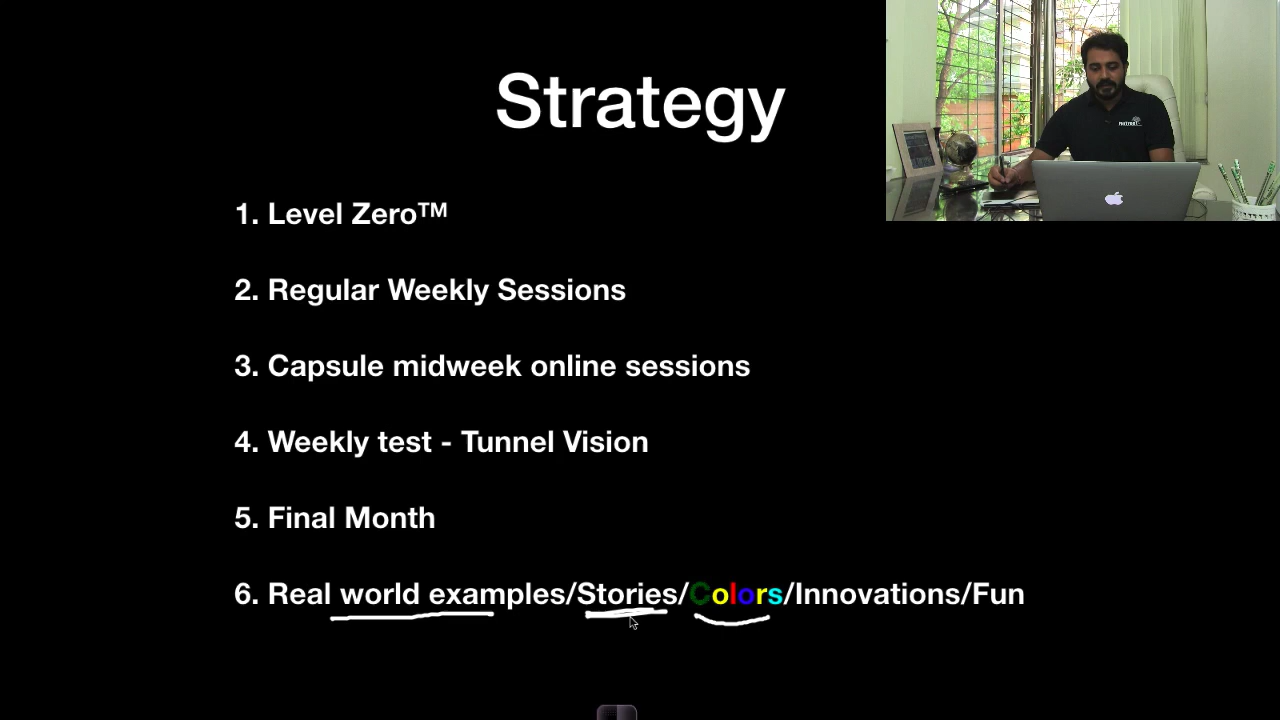 Strategy
1. Level Zero™
2. Regular Weekly Sessions
3. Capsule midweek online sessions
4. Weekly test - Tunnel Vision
5. Final Month
6. Real world examples/Stories/Colors/Innovations/Fun